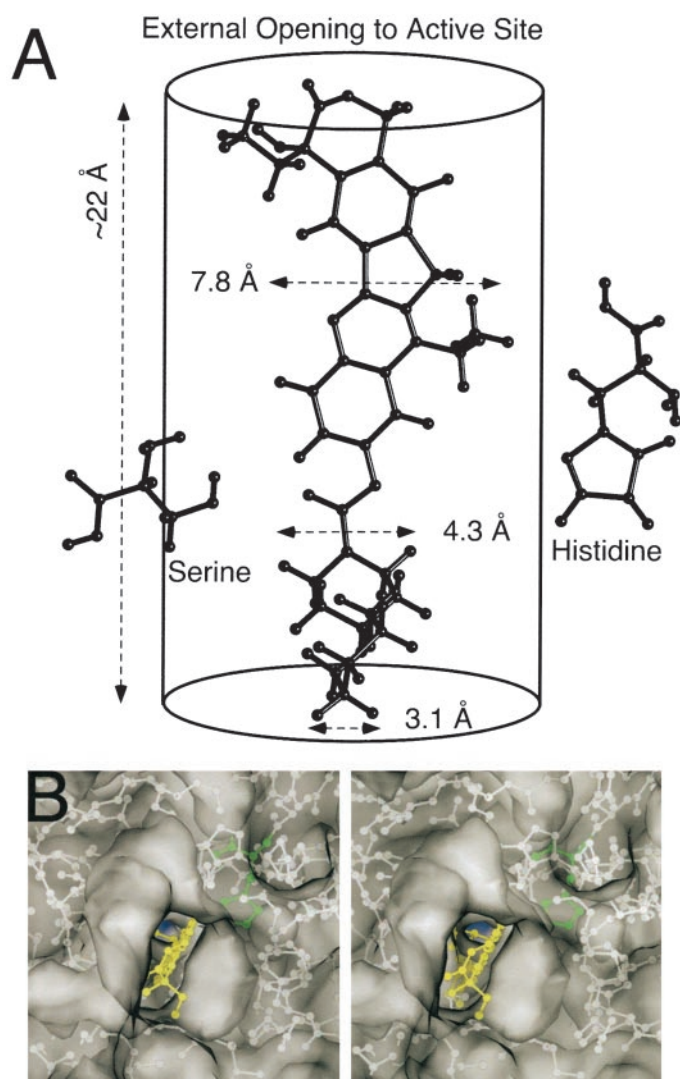 External Opening to Active Site
A
~22 Å
7.8 Å
4.3 Å
Serine
Histidine
3.1 Å
B